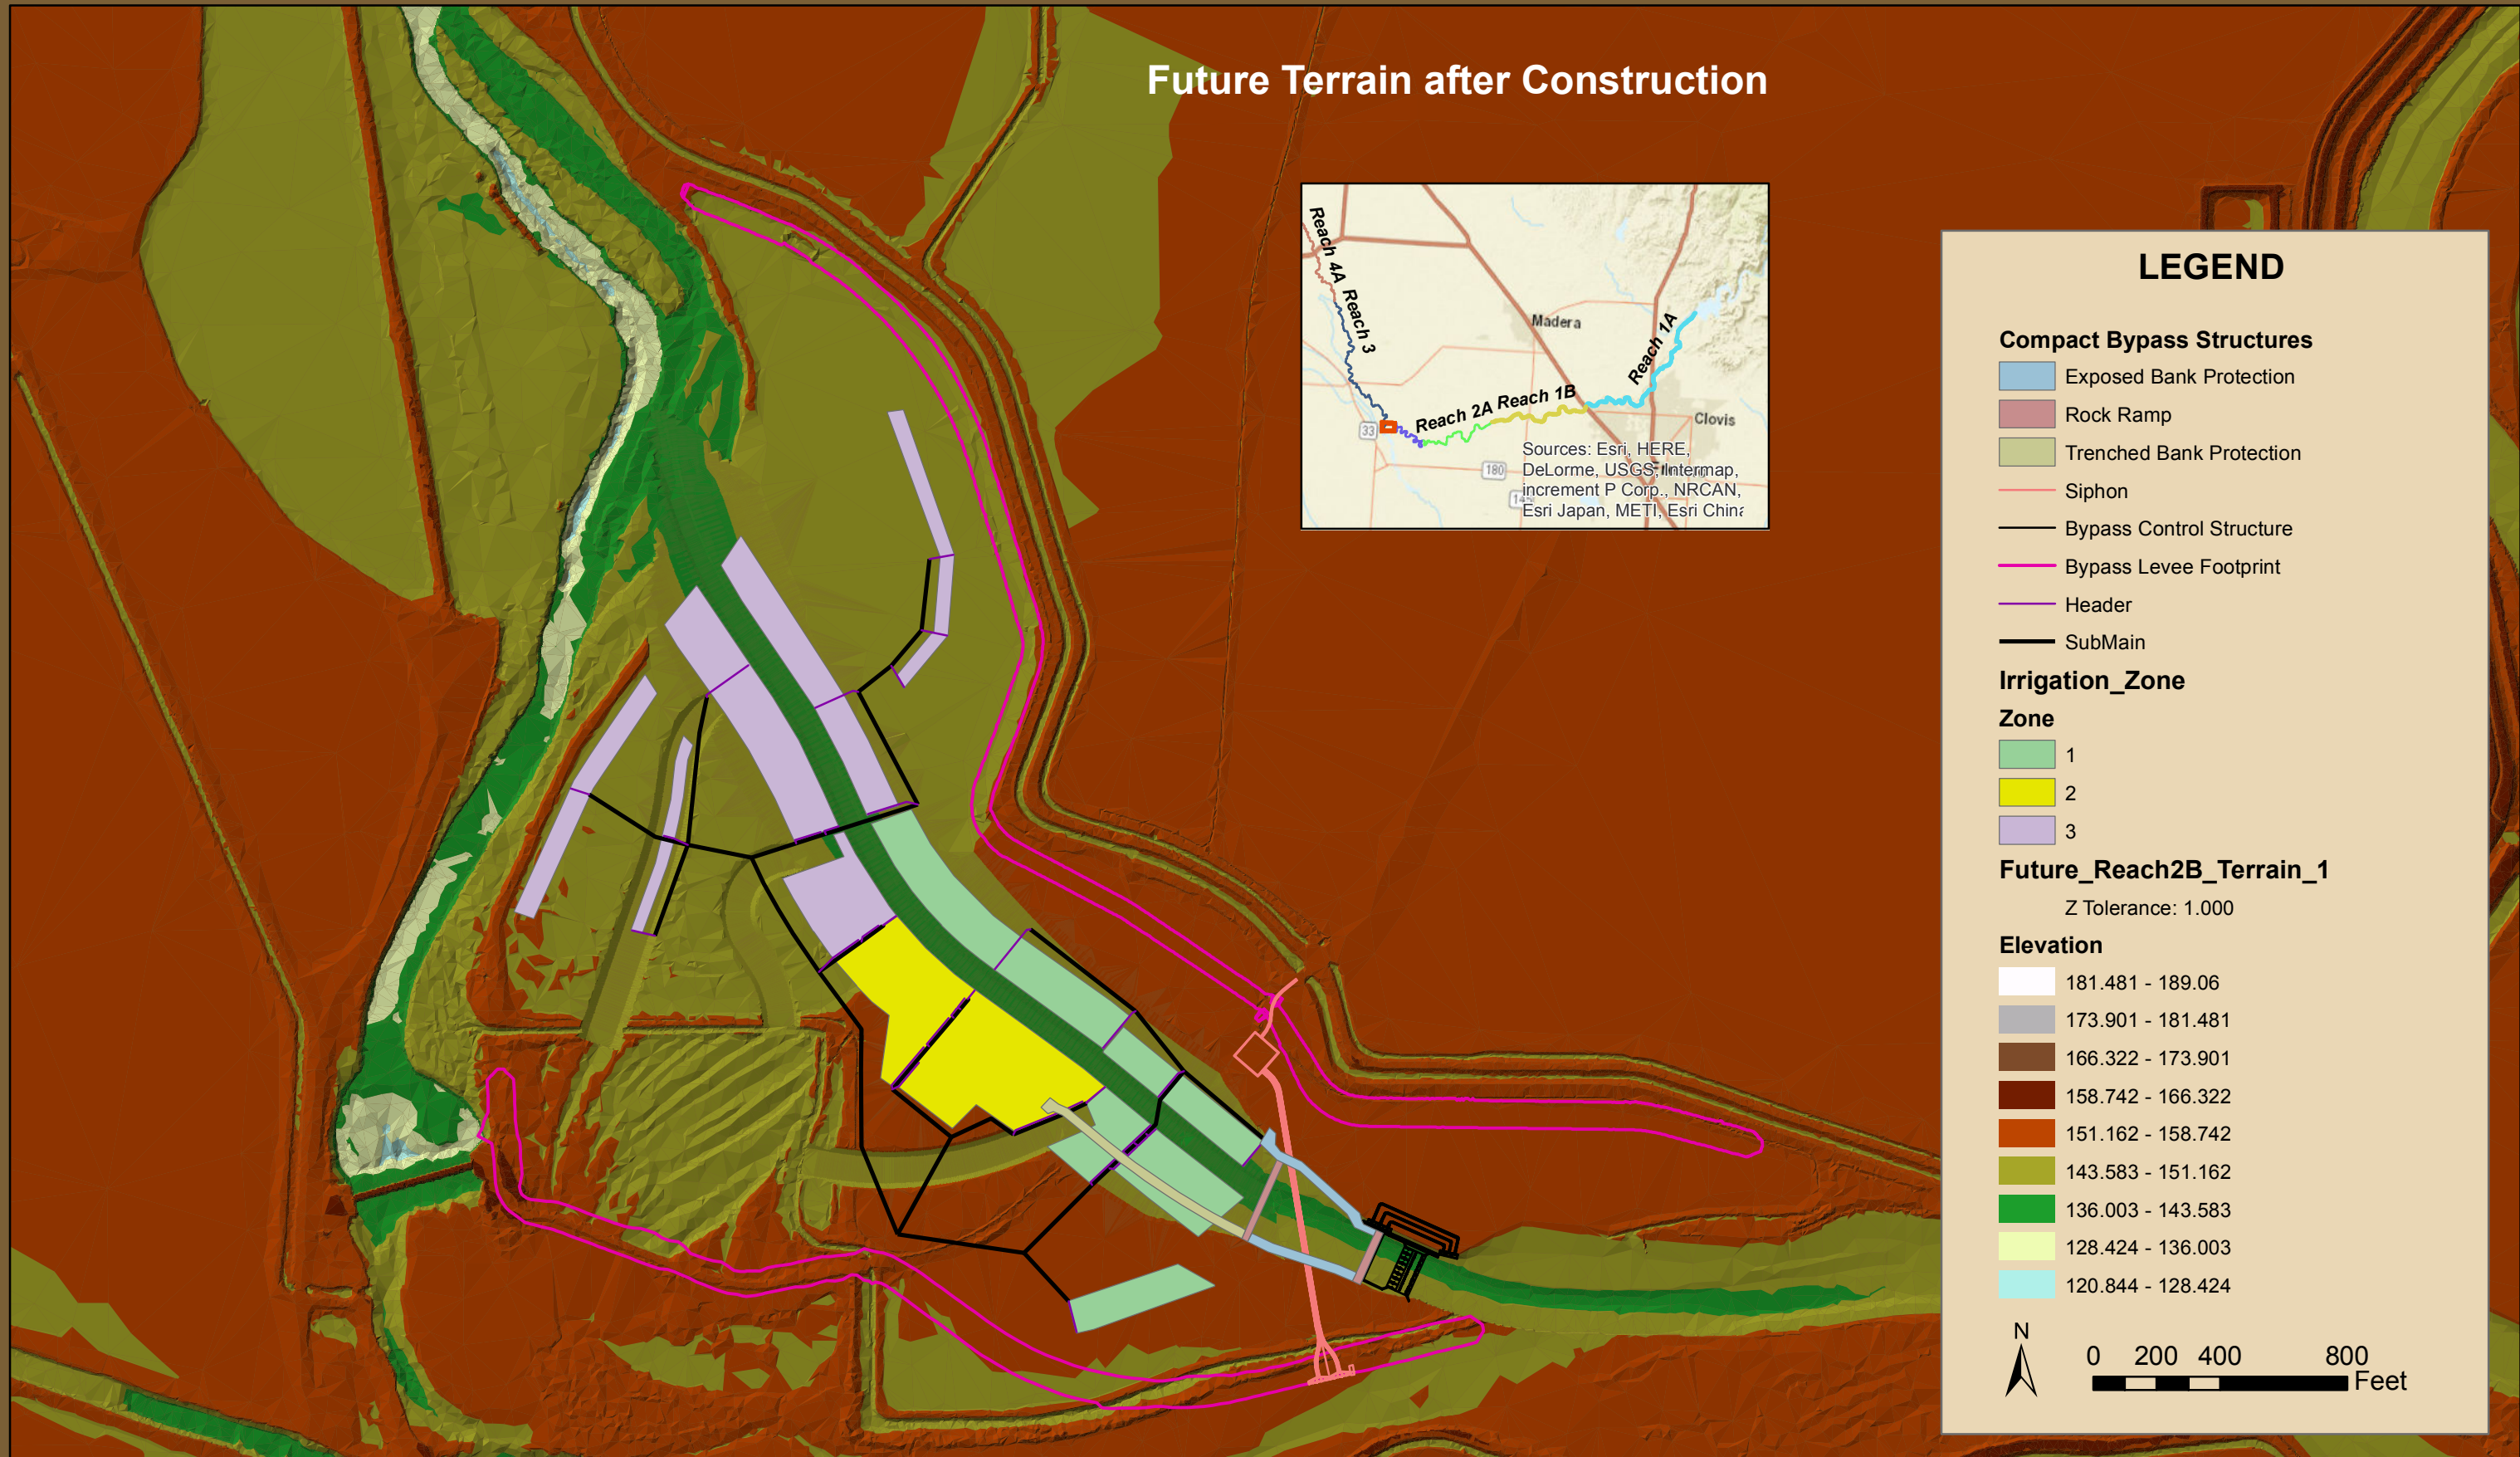 Future Terrain after Construction
Reach 4A
Reach 3
Madera
Reach 1A
Reach 2A
Reach 1B
Clovis
33
180
Sources: Esri, HERE,
DeLorme, USGS, Intermap,
increment P Corp., NRCAN,
Esri Japan, METI, Esri China
LEGEND
Compact Bypass Structures
Exposed Bank Protection
Rock Ramp
Trenched Bank Protection
Siphon
Bypass Control Structure
Bypass Levee Footprint
Header
SubMain
Irrigation_Zone
Zone
1
2
3
Future_Reach2B_Terrain_1
Z Tolerance: 1.000
Elevation
181.481 - 189.06
173.901 - 181.481
166.322 - 173.901
158.742 - 166.322
151.162 - 158.742
143.583 - 151.162
136.003 - 143.583
128.424 - 136.003
120.844 - 128.424
N
0 200 400 800
Feet